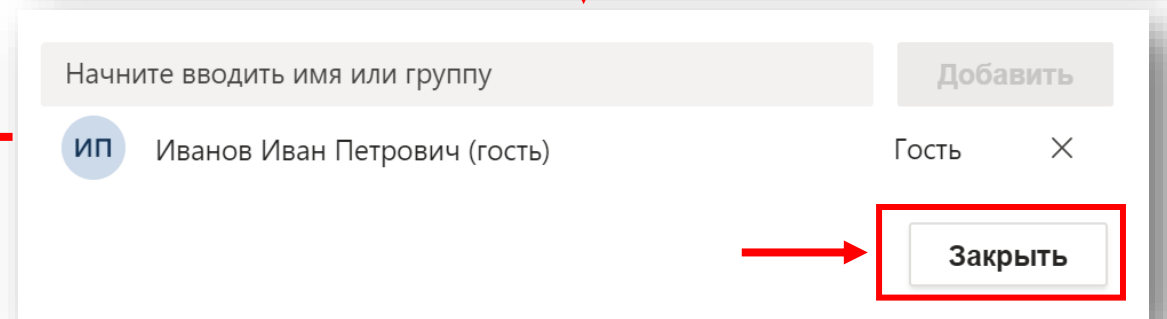 Начните вводить имя или группу Добавить
ИП Иванов Иван Петрович (гость) Гость
Закрыть